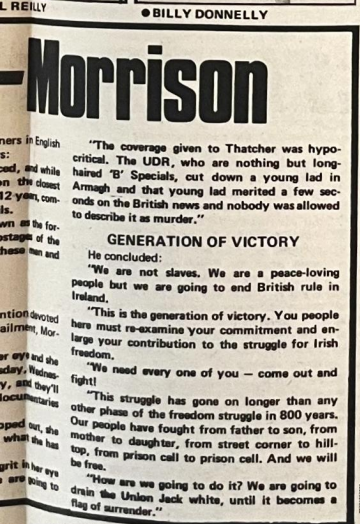 L REILLY
● BILLY DONNELLY
–Morrison
ners in English
s:
ced, and while
on the closest
12 year, com-
ls.
wn as the for-
ostages of the
hese men and
ntion devoted
ailment, Mor-
er eye and she
sday, Wednes-
y, and they'll
documentaries
pped out, she
what she has
grit in her eye
are going to
"The coverage given to Thatcher was hypo-
critical. The UDR, who are nothing but long-
haired 'B' Specials, cut down a young lad in
Armagh and that young lad merited a few sec-
onds on the British news and nobody was allowed
to describe it as murder."
GENERATION OF VICTORY
He concluded:
"We are not slaves. We are a peace-loving
people but we are going to end British rule in
Ireland.
"This is the generation of victory. You people
here must re-examine your commitment and en-
large your contribution to the struggle for Irish
freedom.
"We need every one of you — come out and
fight!
"This struggle has gone on longer than any
other phase of the freedom struggle in 800 years.
Our people have fought from father to son, from
mother to daughter, from street corner to hill-
top, from prison cell to prison cell. And we will
be free.
"How are we going to do it? We are going to
drain the Union Jack white, until it becomes a
flag of surrender."